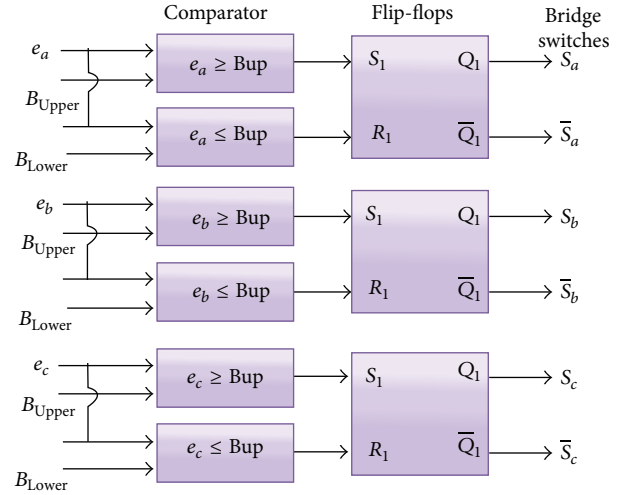 Comparator Flip-flops Bridge switches
e_a
B_Upper
B_Lower
e_a ≥ Bup
e_a ≤ Bup
S_1 Q_1
R_1 Q̅_1
S_a
S̅_a
e_b
B_Upper
B_Lower
e_b ≥ Bup
e_b ≤ Bup
S_1 Q_1
R_1 Q̅_1
S_b
S̅_b
e_c
B_Upper
B_Lower
e_c ≥ Bup
e_c ≤ Bup
S_1 Q_1
R_1 Q̅_1
S_c
S̅_c